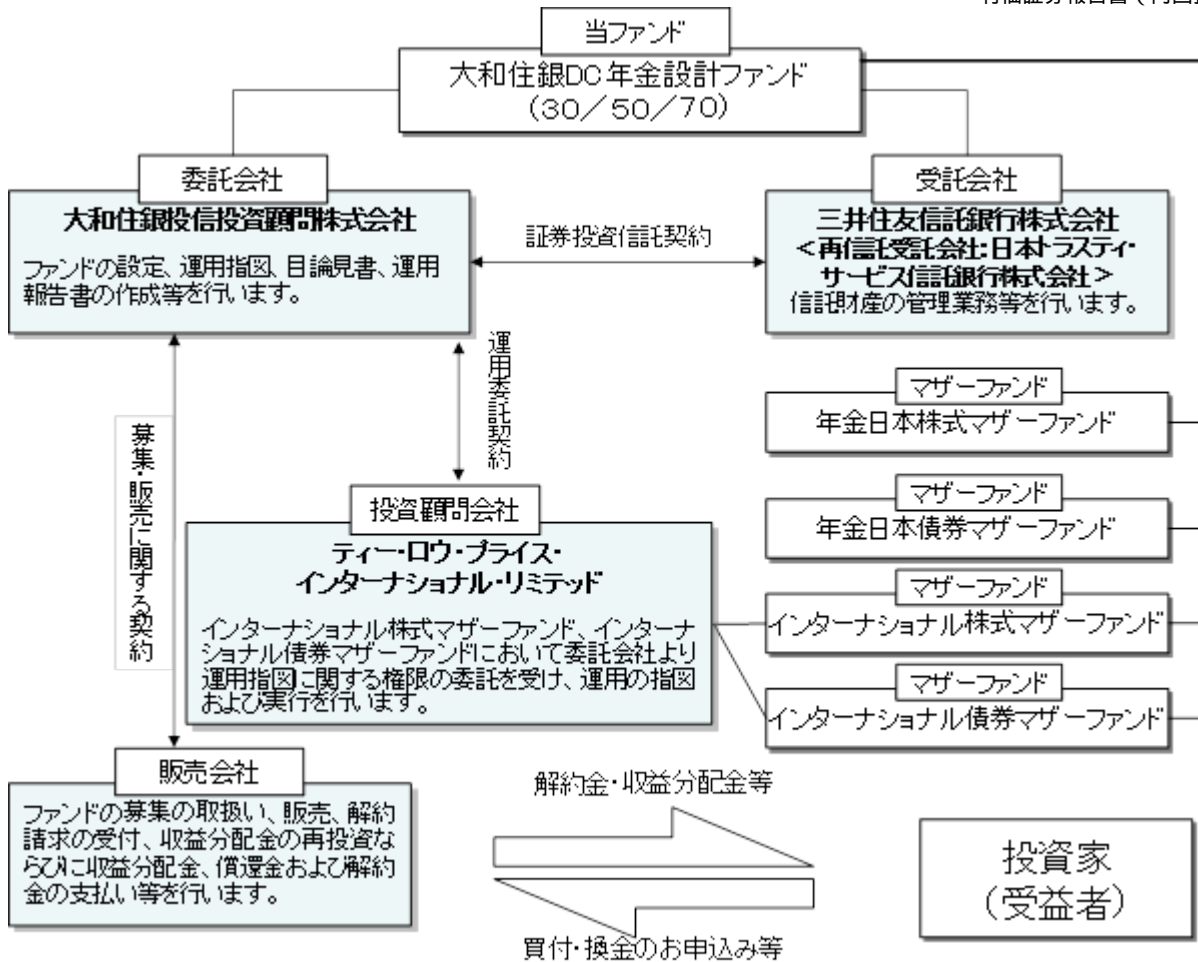 当ファンド
大和住銀DC年金設計ファンド
(30/50/70)
委託会社
大和住銀投信投資顧問株式会社
ファンドの設定、運用指図、目論見書、運用
報告書の作成等を行います。
証券投資信託契約
受託会社
三井住友信託銀行株式会社
<再信託受託会社:日本トラスティ・
サービス信託銀行株式会社>
信託財産の管理業務等を行います。
運用委託契約
募集・販売に関する契約
投資顧問会社
ティー・ロウ・プライス・
インターナショナル・リミテッド
インターナショナル株式マザーファンド、インターナ
ショナル債券マザーファンドにおいて委託会社より
運用指図に関する権限の委託を受け、運用の指図
および実行を行います。
マザーファンド
年金日本株式マザーファンド
マザーファンド
年金日本債券マザーファンド
マザーファンド
インターナショナル株式マザーファンド
マザーファンド
インターナショナル債券マザーファンド
販売会社
ファンドの募集の取扱い、販売、解約
請求の受付、収益分配金の再投資な
らびに収益分配金、償還金および解約
金の支払い等を行います。
解約金・収益分配金等
買付・換金のお申込み等
投資家
(受益者)